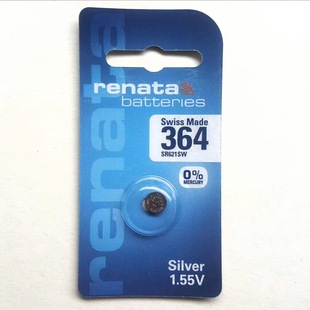 renata
renata
batteries
Swiss Made
364
SR621SW
0%
MERCURY
Silver
1.55V